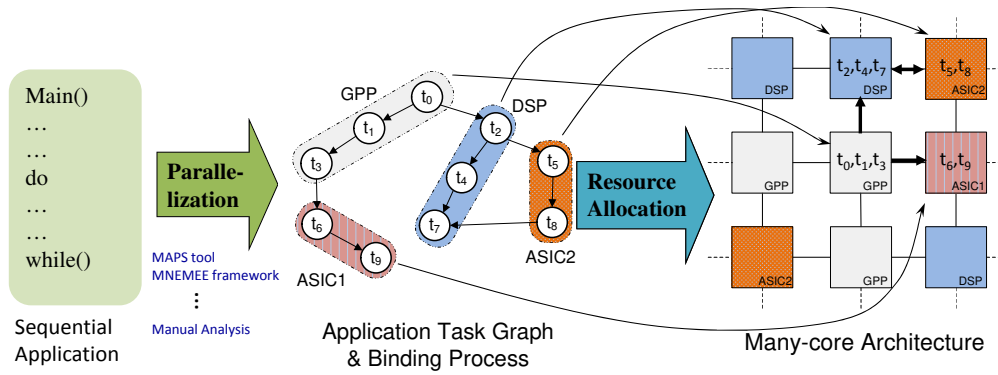 Main()
…
…
do
…
…
while()
Sequential
Application
Paralle-
lization
MAPS tool
MNEMEE framework
⋮
Manual Analysis
GPP
t0
t1
t3
DSP
t2
t4
t7
t5
t8
ASIC2
t6
t9
ASIC1
Application Task Graph
& Binding Process
Resource
Allocation
DSP
t2,t4,t7
DSP
t5,t8
ASIC2
GPP
t0,t1,t3
GPP
t6,t9
ASIC1
ASIC2
GPP
DSP
Many-core Architecture